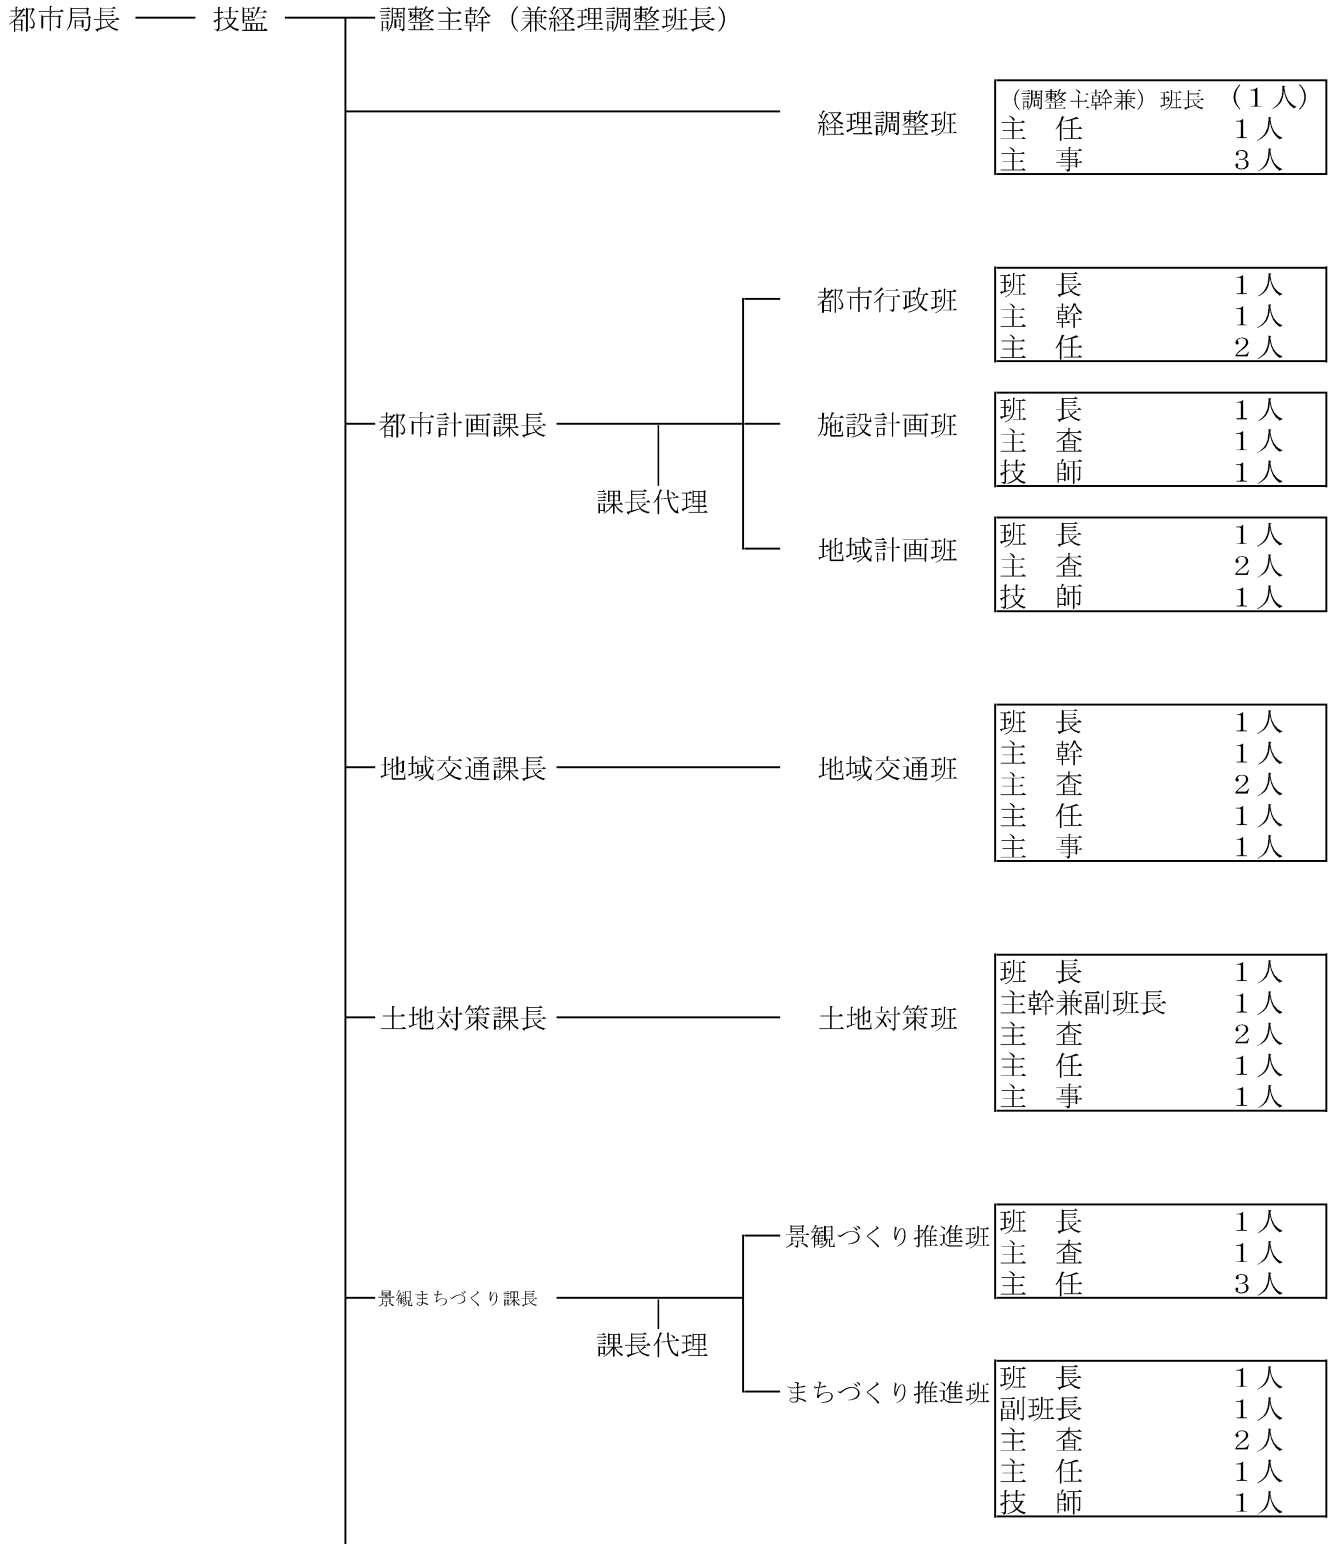 都市局長 技監 調整主幹（兼経理調整班長）
経理調整班
（調整主幹兼）班長 （１人）
主　任 １人
主　事 ３人
都市行政班
班　長 １人
主　幹 １人
主　任 ２人
都市計画課長
課長代理
施設計画班
班　長 １人
主　査 １人
技　師 １人
地域計画班
班　長 １人
主　査 ２人
技　師 １人
地域交通課長
地域交通班
班　長 １人
主　幹 １人
主　査 ２人
主　任 １人
主　事 １人
土地対策課長
土地対策班
班　長 １人
主幹兼副班長 １人
主　査 ２人
主　任 １人
主　事 １人
景観まちづくり課長
課長代理
景観づくり推進班
班　長 １人
主　査 １人
主　任 ３人
まちづくり推進班
班　長 １人
副班長 １人
主　査 ２人
主　任 １人
技　師 １人